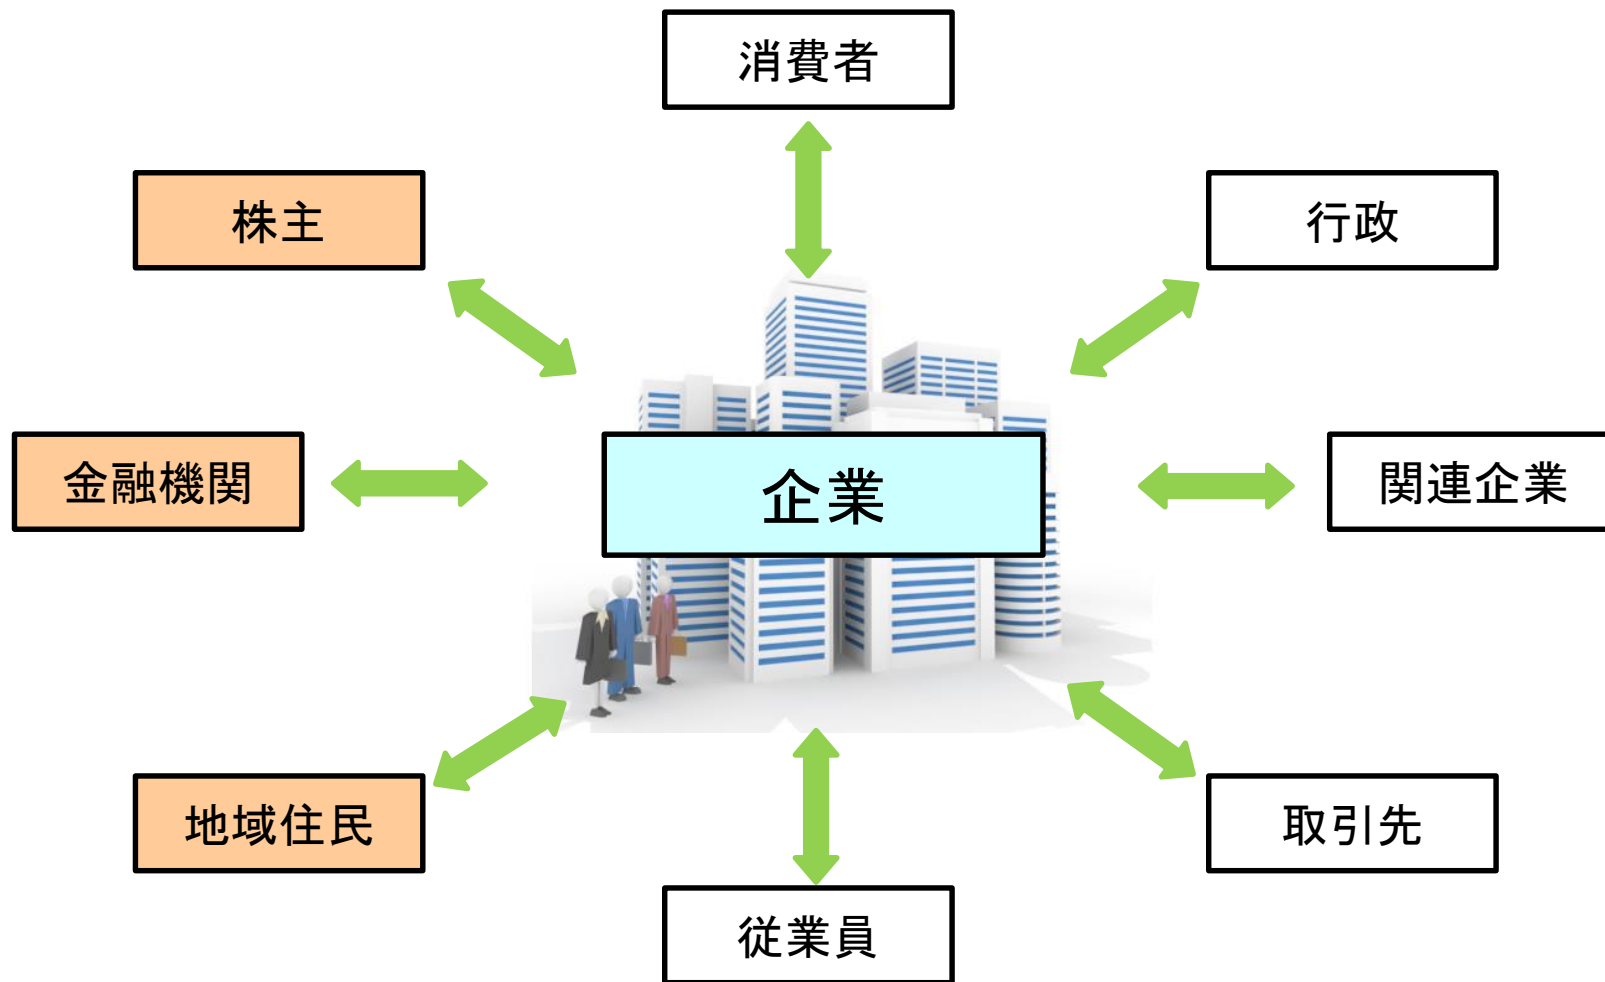 消費者
株主
行政
金融機関
企業
関連企業
地域住民
取引先
従業員